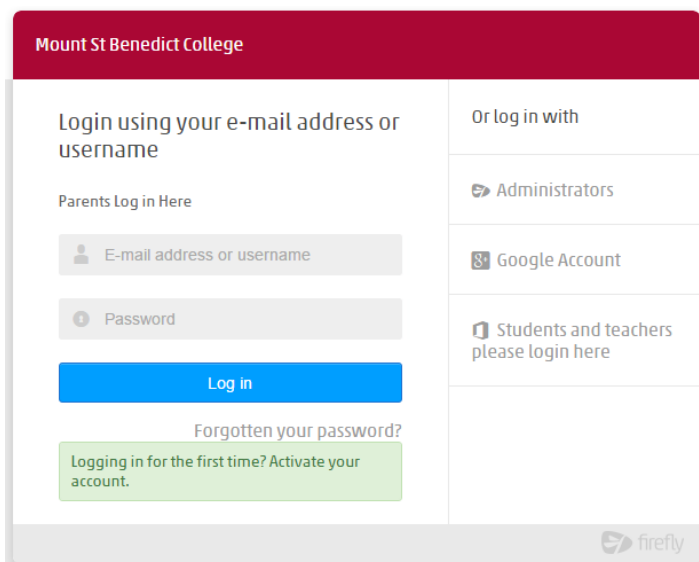 Mount St Benedict College
Login using your e-mail address or
username
Parents Log in Here
E-mail address or username
Password
Log in
Forgotten your password?
Logging in for the first time? Activate your
account.
Or log in with
Administrators
Google Account
Students and teachers
please login here
firefly